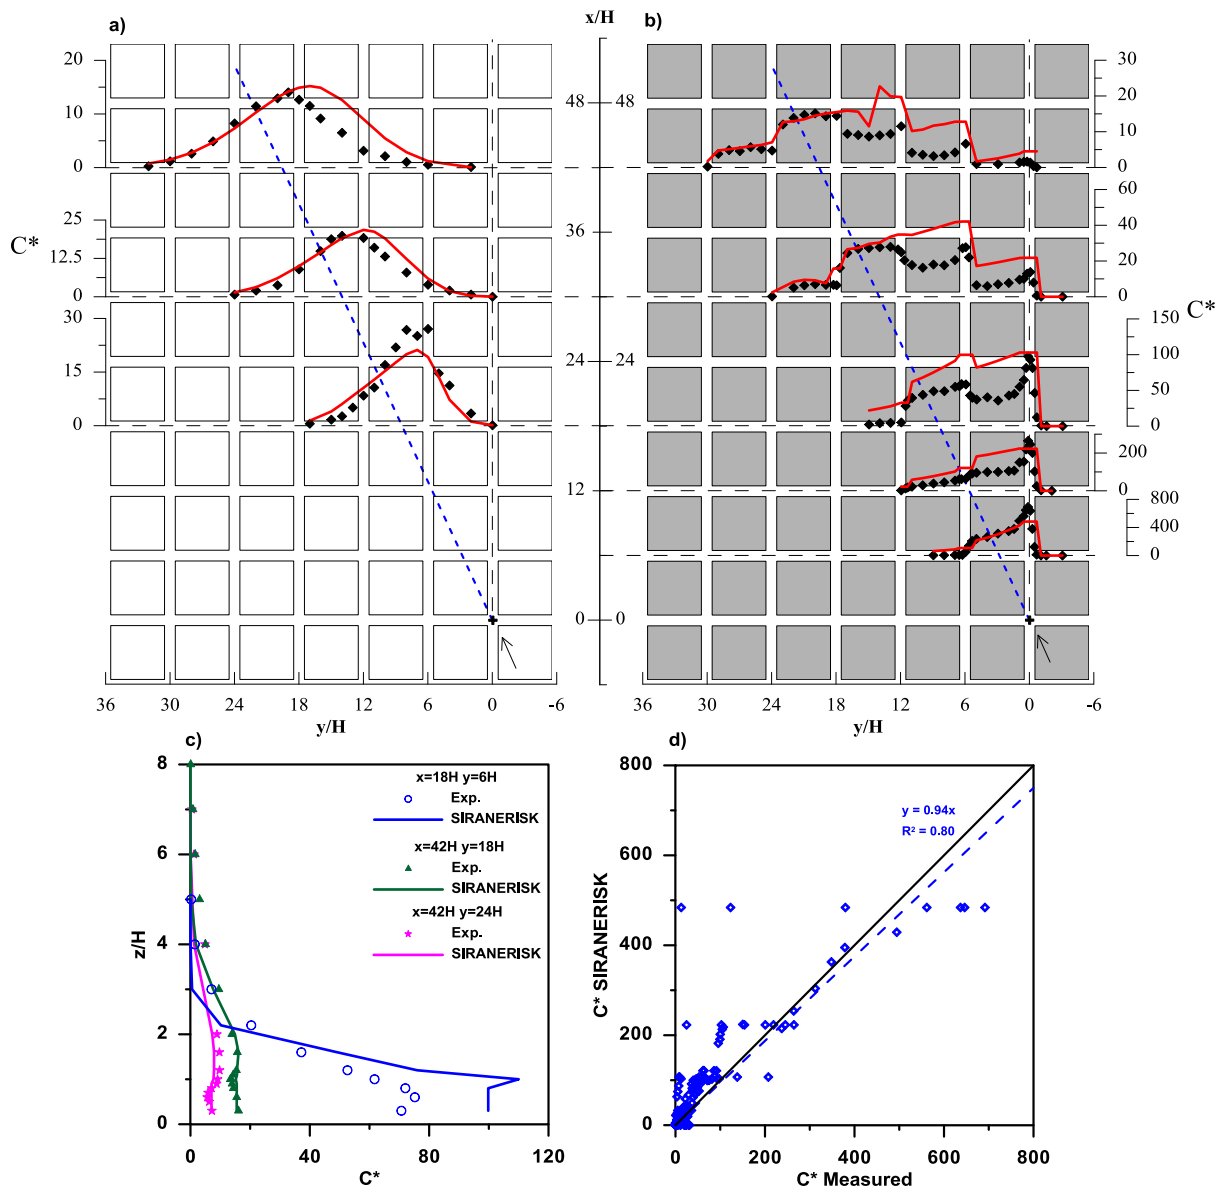 a)
x/H
b)
20
10
0
C*
25
12.5
0
30
15
0
48
36
24
12
0
48
36
24
12
0
30
20
10
0
60
40
20
0
C*
150
100
50
0
200
0
800
400
0
36
30
24
18
12
6
0
-6
y/H
36
30
24
18
12
6
0
-6
y/H
c)
8
6
4
2
0
z/H
x=18H y=6H
Exp.
SIRANERISK
x=42H y=18H
Exp.
SIRANERISK
x=42H y=24H
Exp.
SIRANERISK
0
40
80
120
C*
d)
800
600
400
200
0
C* SIRANERISK
y = 0.94x
R² = 0.80
0
200
400
600
800
C* Measured